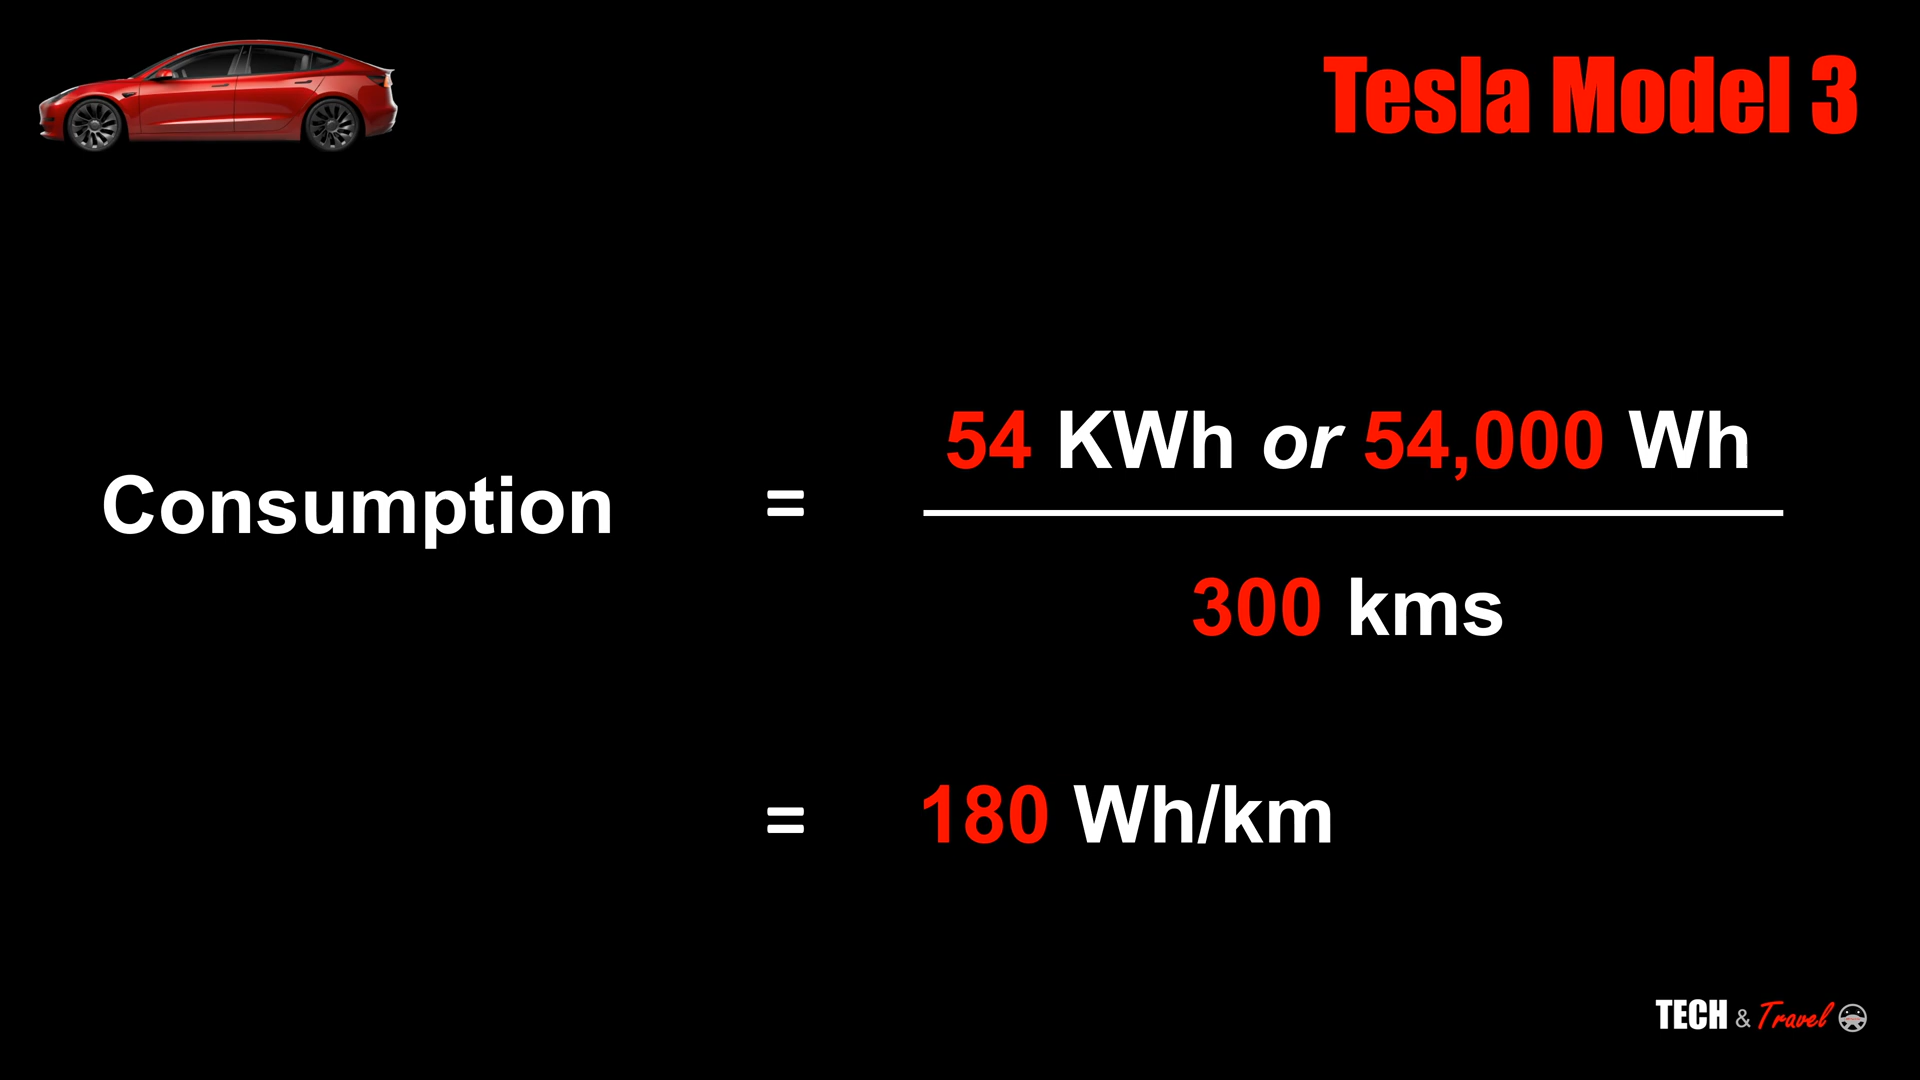 Tesla Model 3
54 KWh or 54,000 Wh
Consumption =
300 kms
= 180 Wh/km
TECH & Travel